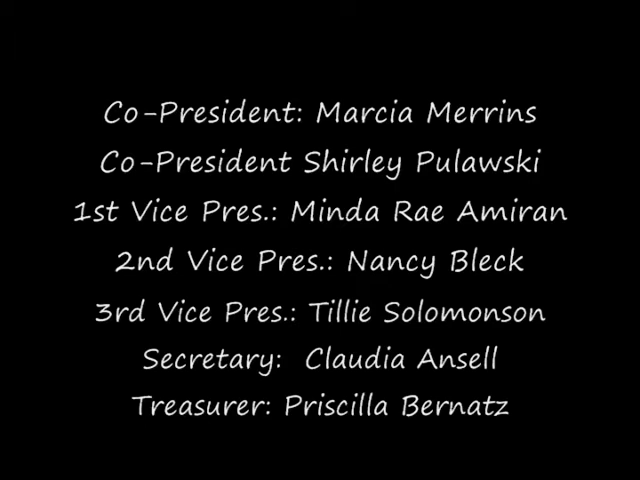 Co-President: Marcia Merrins
Co-President Shirley Pulawski
1st Vice Pres.: Minda Rae Amiran
2nd Vice Pres.: Nancy Bleck
3rd Vice Pres.: Tillie Solomonson
Secretary:  Claudia Ansell
Treasurer: Priscilla Bernatz